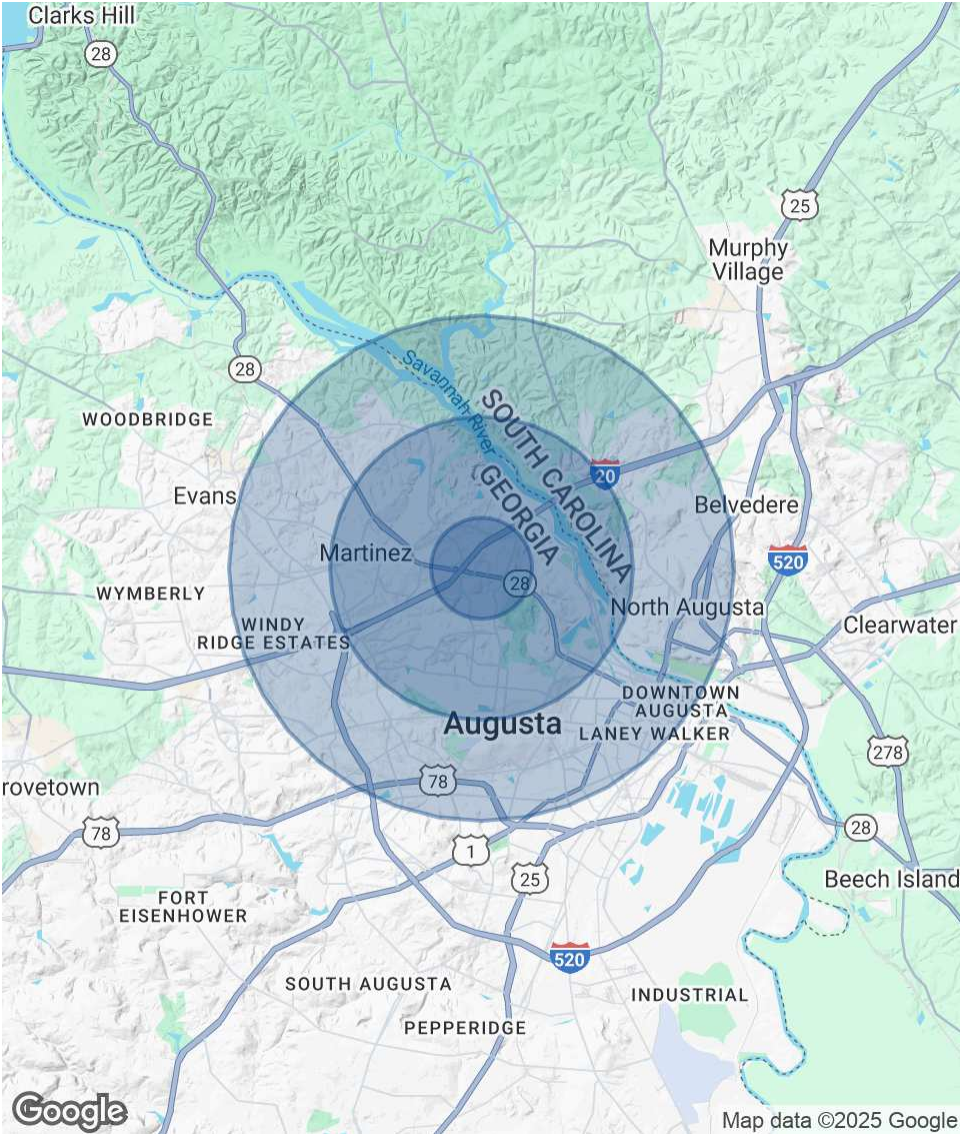 Clarks Hill
28
25
Murphy
Village
28
Savannah River
SOUTH CAROLINA
GEORGIA
WOODBRIDGE
20
Evans
Belvedere
Martinez
520
28
WYMBERLY
North Augusta
WINDY
RIDGE ESTATES
Clearwater
DOWNTOWN
AUGUSTA
Augusta
LANEY WALKER
278
78
rovetown
78
28
1
25
Beech Island
FORT
EISENHOWER
520
SOUTH AUGUSTA
INDUSTRIAL
PEPPERIDGE
Google
Map data ©2025 Google